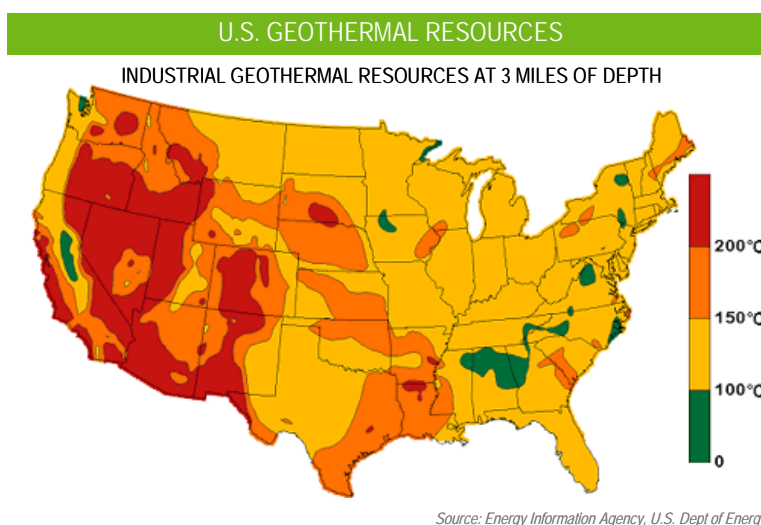 U.S. GEOTHERMAL RESOURCES
INDUSTRIAL GEOTHERMAL RESOURCES AT 3 MILES OF DEPTH
200°C
150°C
100°C
0
Source: Energy Information Agency, U.S. Dept of Energ